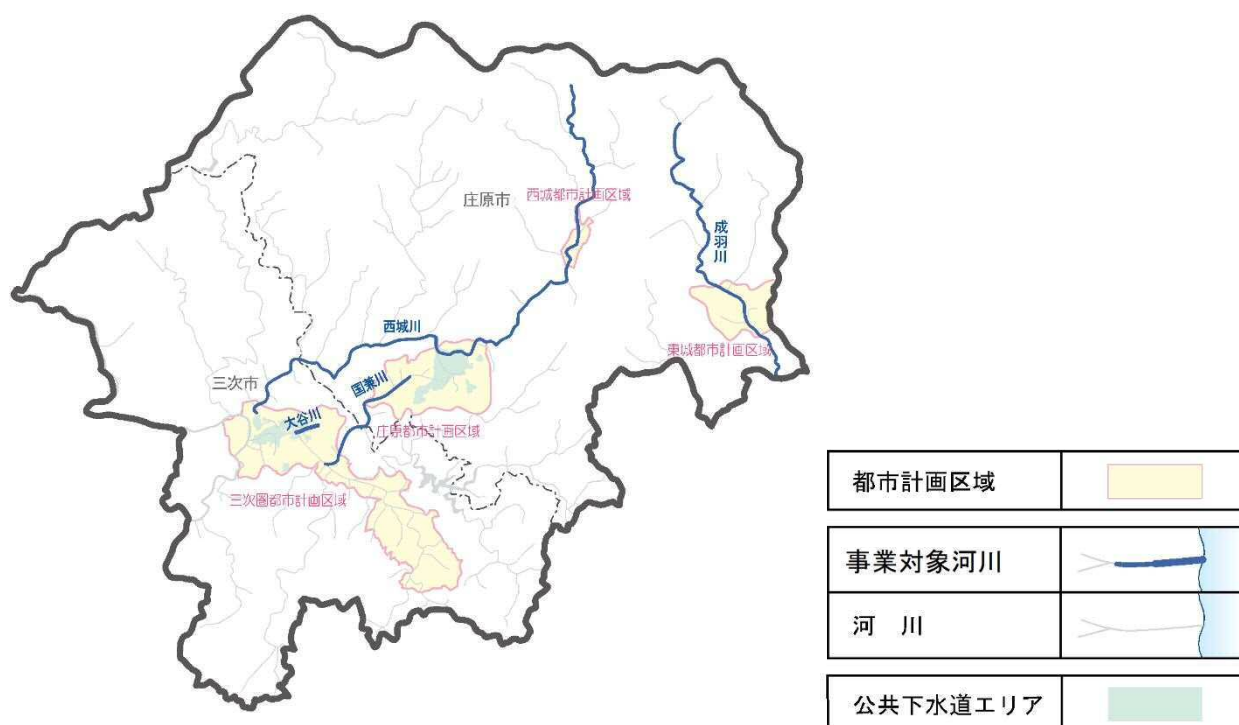 庄原市
西城都市計画区域
成羽川
西城川
東城都市計画区域
国兼川
三次市
大谷川
庄原都市計画区域
三次圏都市計画区域
都市計画区域
事業対象河川
河 川
公共下水道エリア